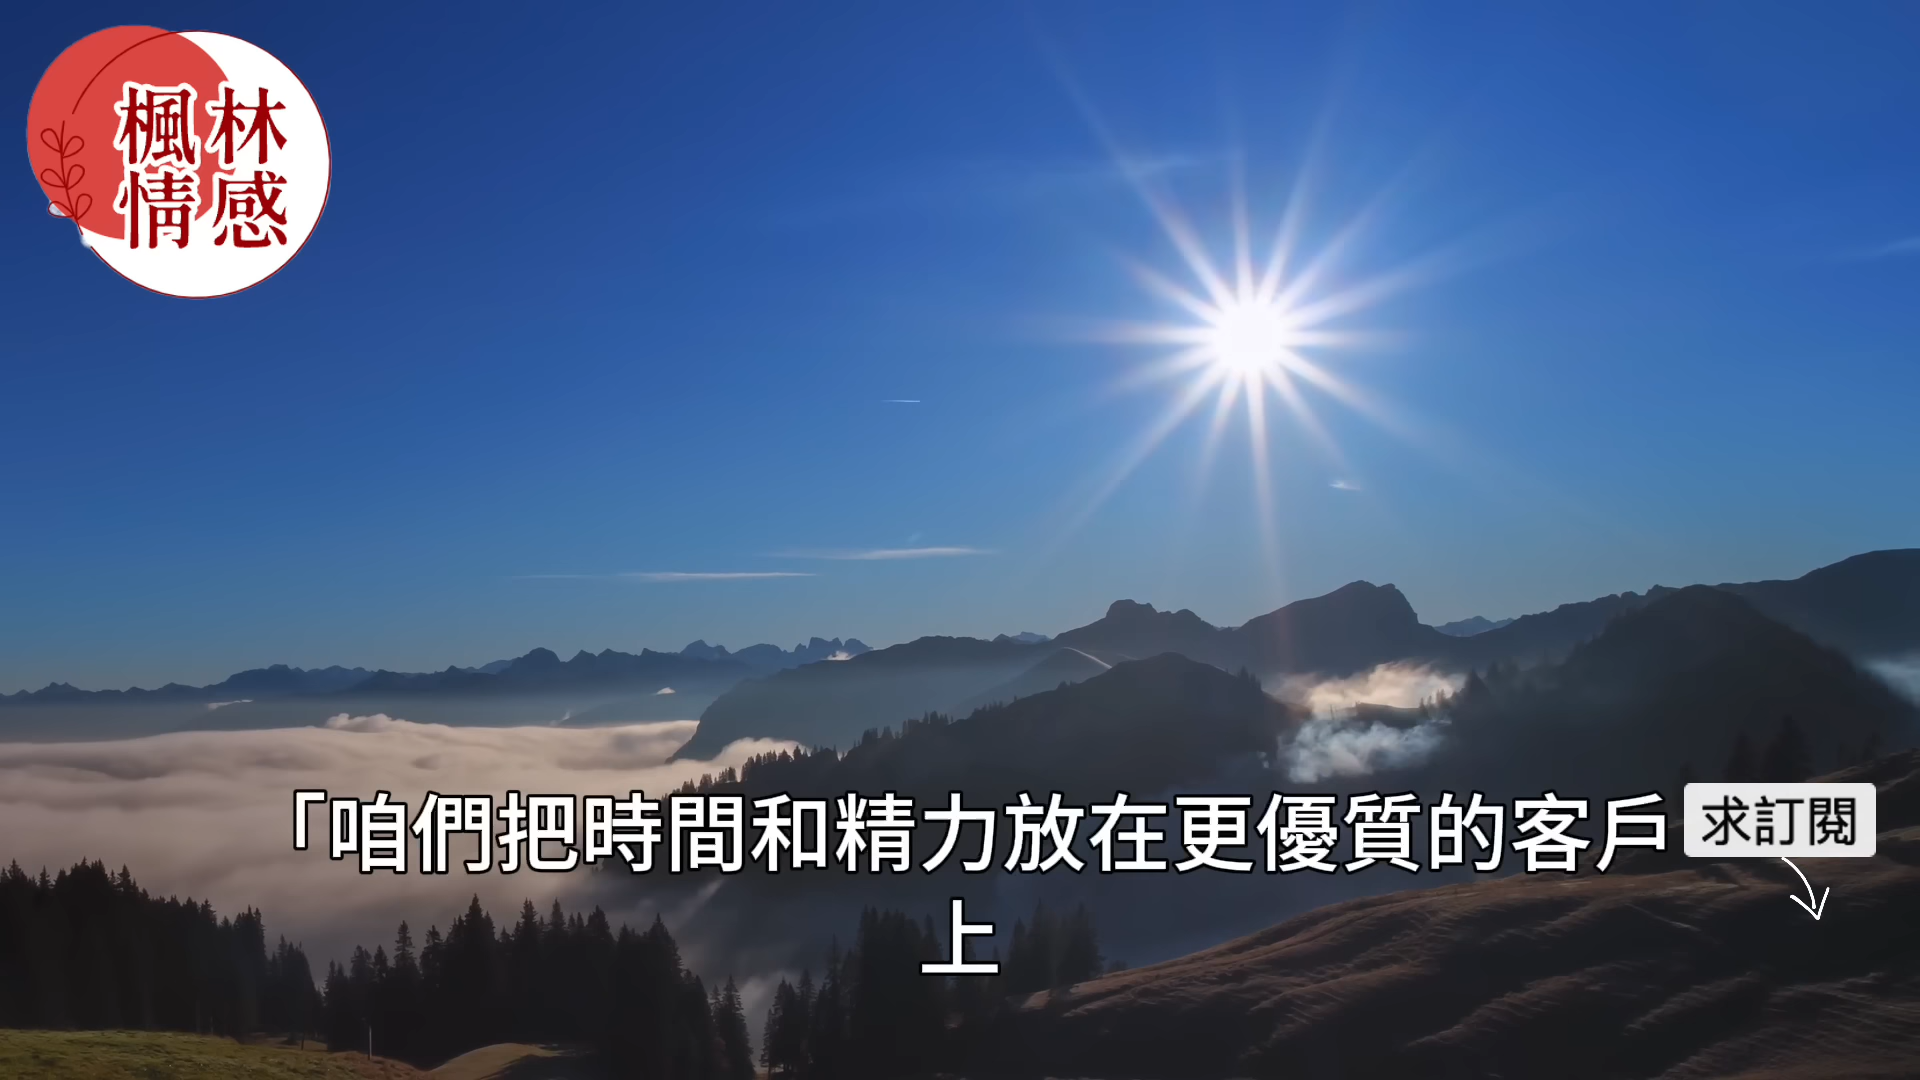 楓林
情感
「咱們把時間和精力放在更優質的客戶
上
求訂閱